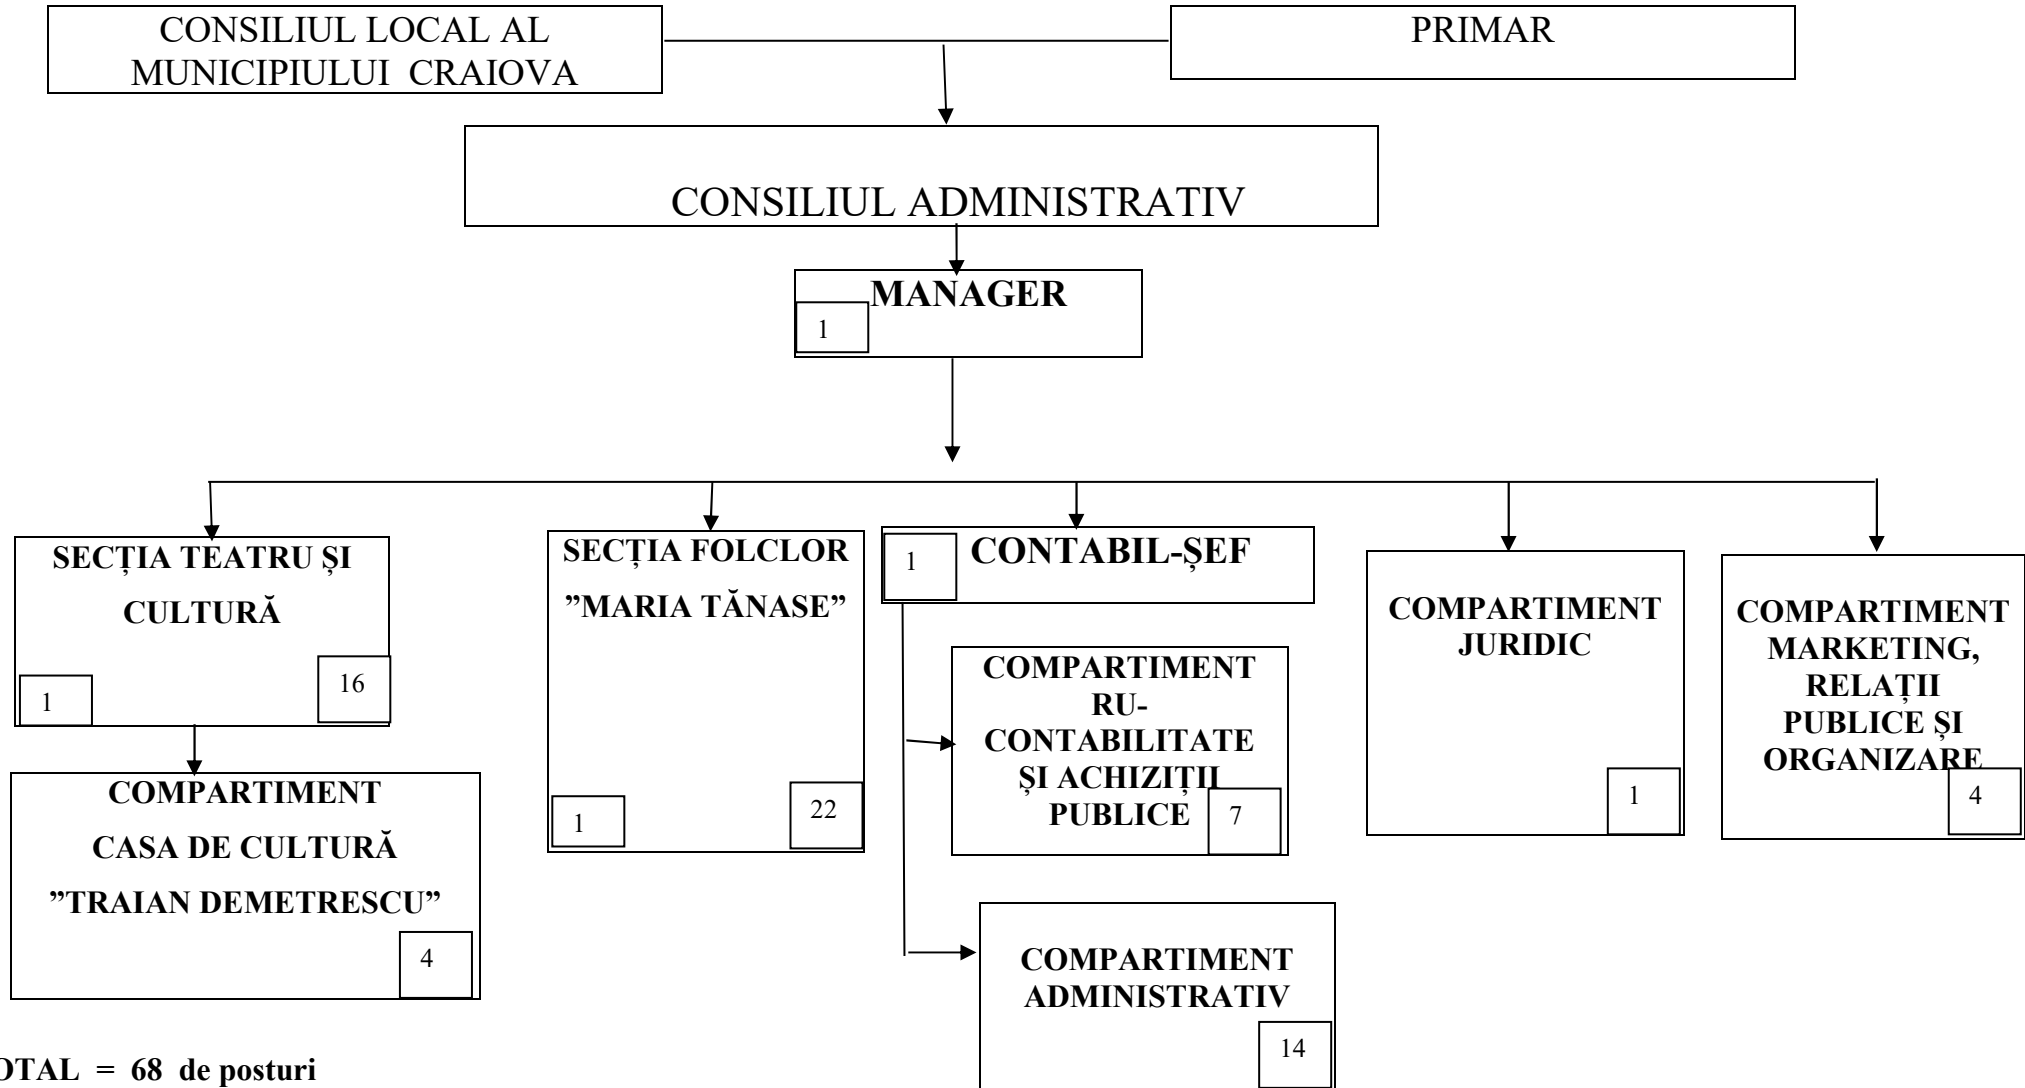 CONSILIUL LOCAL AL
MUNICIPIULUI CRAIOVA
PRIMAR
CONSILIUL ADMINISTRATIV
MANAGER
1
SECȚIA TEATRU ȘI
CULTURĂ
1
16
COMPARTIMENT
CASA DE CULTURĂ
”TRAIAN DEMETRESCU”
4
SECȚIA FOLCLOR
”MARIA TĂNASE”
1
22
1
CONTABIL-ȘEF
COMPARTIMENT
RU-
CONTABILITATE
ȘI ACHIZIȚII
PUBLICE
7
COMPARTIMENT
ADMINISTRATIV
14
COMPARTIMENT
JURIDIC
1
COMPARTIMENT
MARKETING,
RELAȚII
PUBLICE ȘI
ORGANIZARE
4
OTAL = 68 de posturi